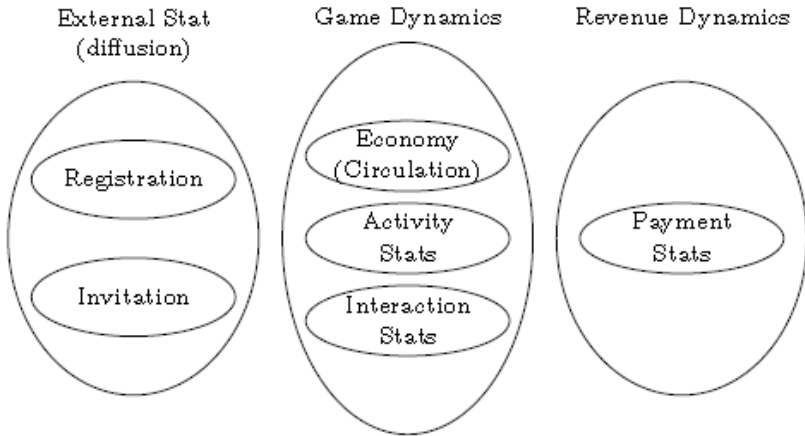 External Stat
(diffusion)
Registration
Invitation
Game Dynamics
Economy
(Circulation)
Activity
Stats
Interaction
Stats
Revenue Dynamics
Payment
Stats